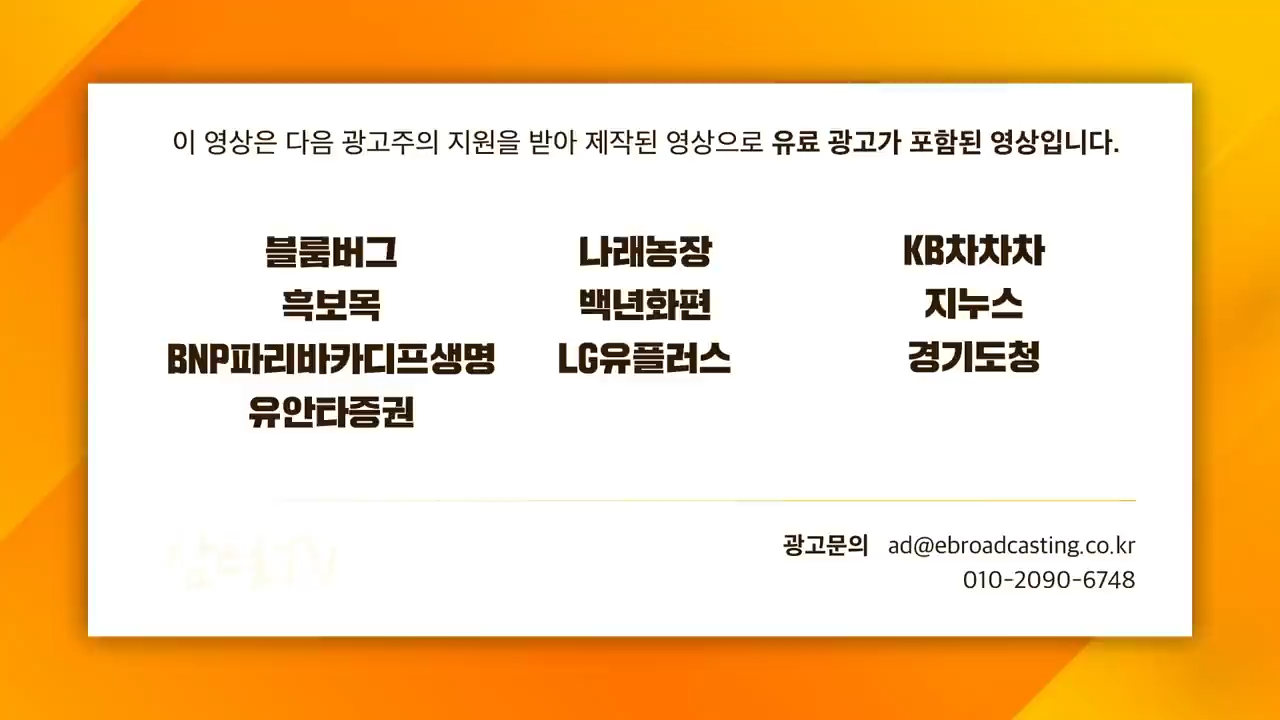 이 영상은 다음 광고주의 지원을 받아 제작된 영상으로 유료 광고가 포함된 영상입니다.
블룸버그 나래농장 KB차차차
흑보목 백년화편 지누스
BNP파리바카디프생명 LG유플러스 경기도청
유안타증권
광고문의 ad@ebroadcasting.co.kr
010-2090-6748